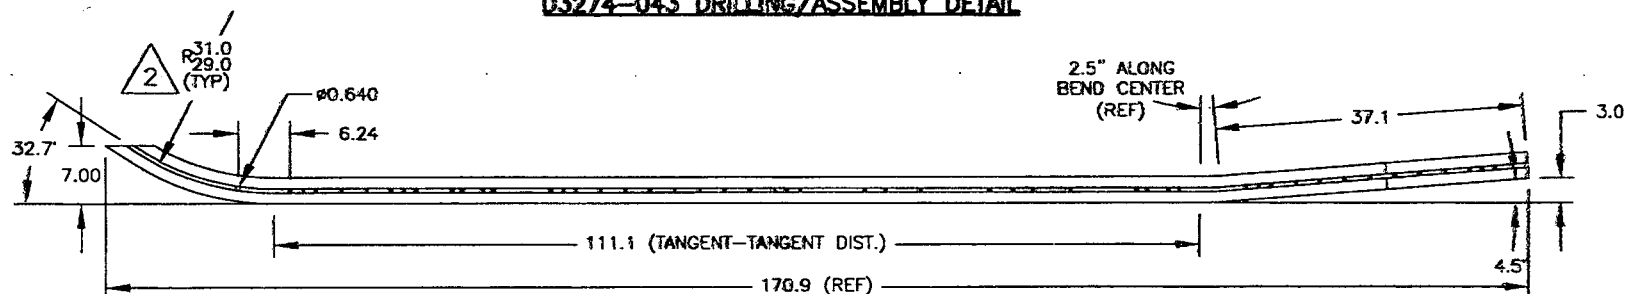 D3274-043 DRILLING/ASSEMBLY DETAIL
2
R31.0
29.0
(TYP)
ø0.640
6.24
32.7°
7.00
2.5" ALONG
BEND CENTER
(REF)
37.1
3.0
111.1 (TANGENT-TANGENT DIST.)
4.5°
170.9 (REF)